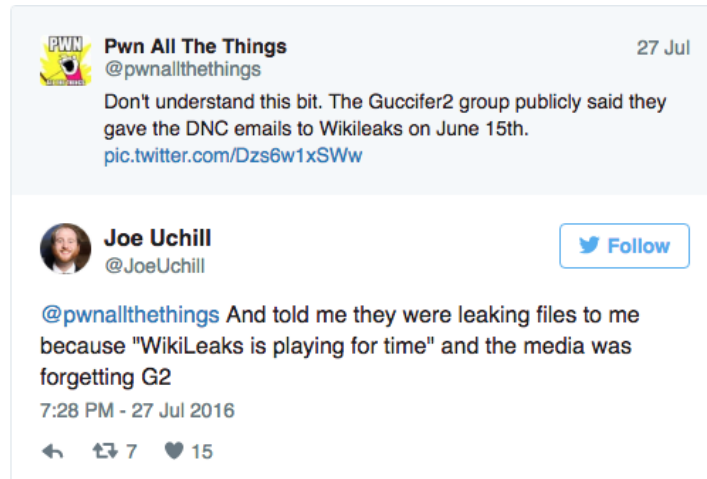 PWN
Pwn All The Things
27 Jul
@pwnallthethings
Don't understand this bit. The Guccifer2 group publicly said they
gave the DNC emails to Wikileaks on June 15th.
pic.twitter.com/Dzs6w1xSWw
Joe Uchill
Follow
@JoeUchill
@pwnallthethings And told me they were leaking files to me
because "WikiLeaks is playing for time" and the media was
forgetting G2
7:28 PM - 27 Jul 2016
7 15